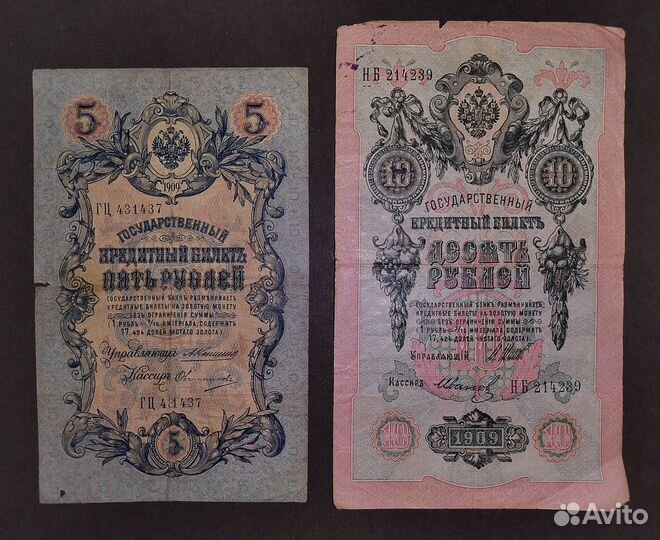 5 5
1909
ГЦ 431437
ГОСУДАРСТВЕННЫЙ
КРЕДИТНЫЙ БИЛЕТЪ
ПЯТЬ РУБЛЕЙ
ГОСУДАРСТВЕННЫЙ БАНКЪ РАЗМѢНИВАЕТЪ
КРЕДИТНЫЕ БИЛЕТЫ НА ЗОЛОТУЮ МОНЕТУ
БЕЗЪ ОГРАНИЧЕНІЯ СУММЫ
(1 РУБЛЬ = 1/15 ИМПЕРІАЛА, СОДЕРЖИТЪ
17,424 ДОЛЕЙ ЧИСТАГО ЗОЛОТА)
Управляющій
Кассиръ
ГЦ 431437
5
НБ 214239
10 10
ГОСУДАРСТВЕННЫЙ
КРЕДИТНЫЙ БИЛЕТЪ
ДЕСЯТЬ
РУБЛЕЙ
ГОСУДАРСТВЕННЫЙ БАНКЪ РАЗМѢНИВАЕТЪ
КРЕДИТНЫЕ БИЛЕТЫ НА ЗОЛОТУЮ МОНЕТУ
БЕЗЪ ОГРАНИЧЕНІЯ СУММЫ
(1 РУБЛЬ = 1/15 ИМПЕРІАЛА, СОДЕРЖИТЪ
17,424 ДОЛЕЙ ЧИСТАГО ЗОЛОТА)
УПРАВЛЯЮЩІЙ
КАССИРЪ НБ 214239
10 1909 10
Avito